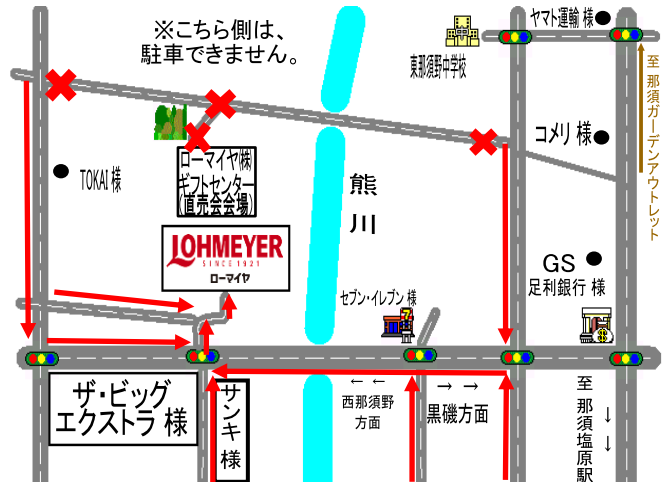 ※こちら側は、
駐車できません。
ヤマト運輸 様
東那須野中学校
至 那須ガーデンアウトレット
コメリ 様
TOKAI 様
ローマイヤ(株)
ギフトセンター
(直売会会場)
熊川
LOHMEYER
SINCE 1921
ローマイヤ
GS
足利銀行 様
セブン・イレブン 様
7
ザ・ビッグ
エクストラ 様
サンキ 様
← ←
西那須野
方面
→ →
黒磯方面
至 那須塩原駅
↓
↓